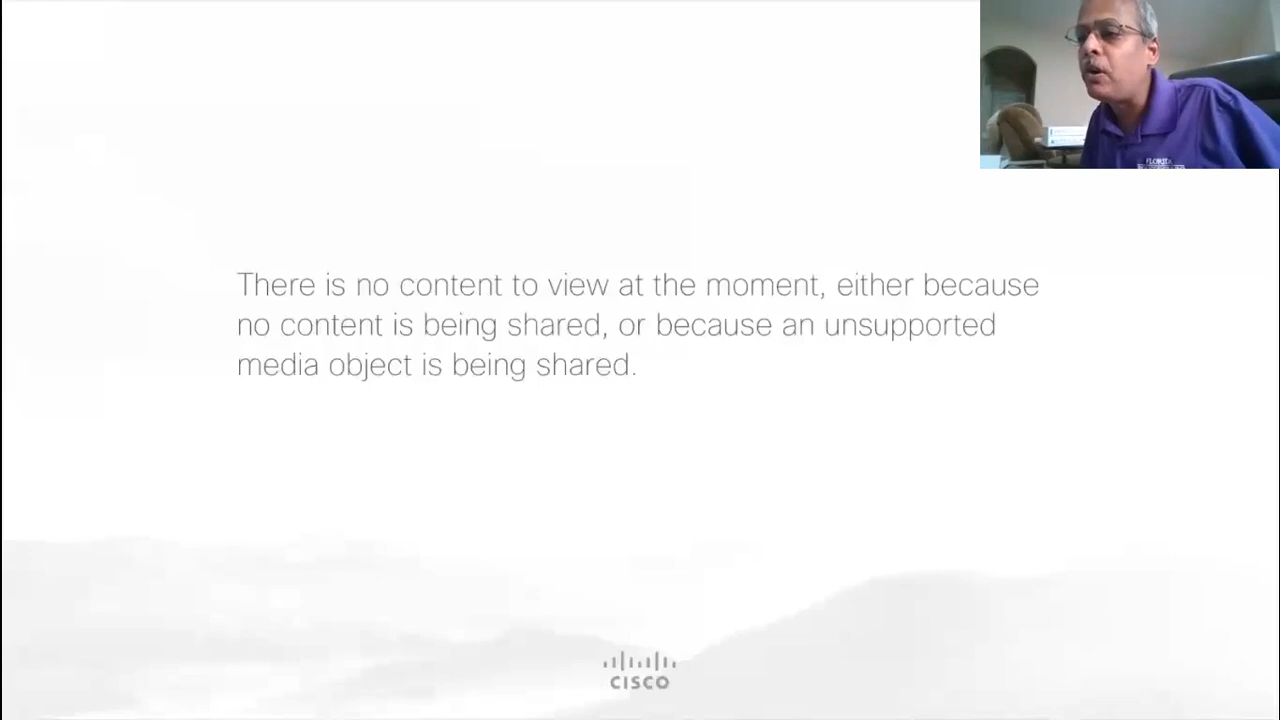 FLORIDA
There is no content to view at the moment, either because
no content is being shared, or because an unsupported
media object is being shared.
CISCO